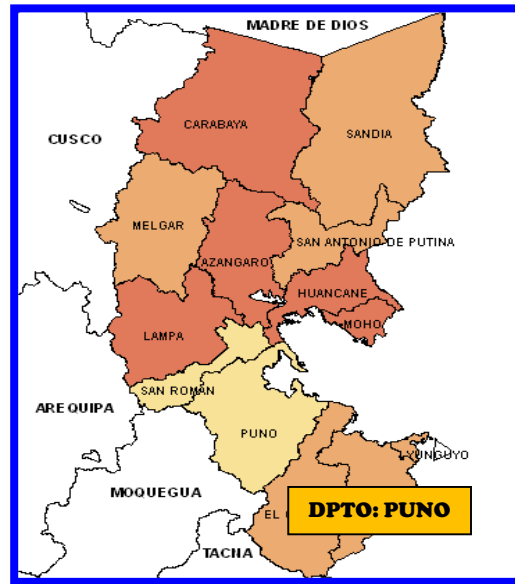 MADRE DE DIOS
CARABAYA
SANDIA
CUSCO
MELGAR
SAN ANTONIO DE PUTINA
AZANGARO
HUANCANE
MOHO
LAMPA
SAN ROMAN
AREQUIPA
PUNO
YUNGUYO
MOQUEGUA
EL
DPTO: PUNO
TACNA